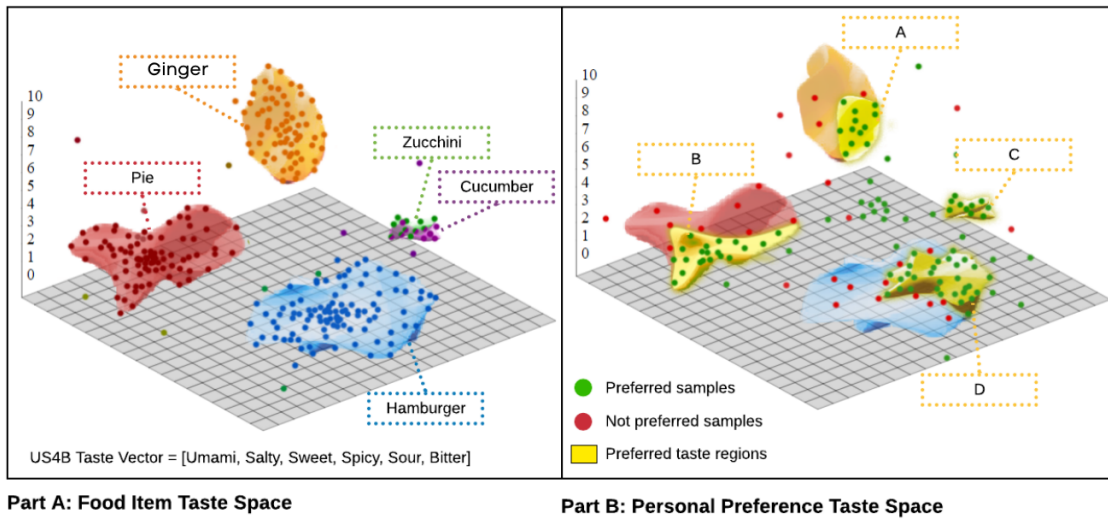 Ginger
Zucchini
Cucumber
Pie
Hamburger
10
9
8
7
6
5
4
3
2
1
0
US4B Taste Vector = [Umami, Salty, Sweet, Spicy, Sour, Bitter]
Part A: Food Item Taste Space
A
B
C
D
10
9
8
7
6
5
4
3
2
1
0
Preferred samples
Not preferred samples
Preferred taste regions
Part B: Personal Preference Taste Space